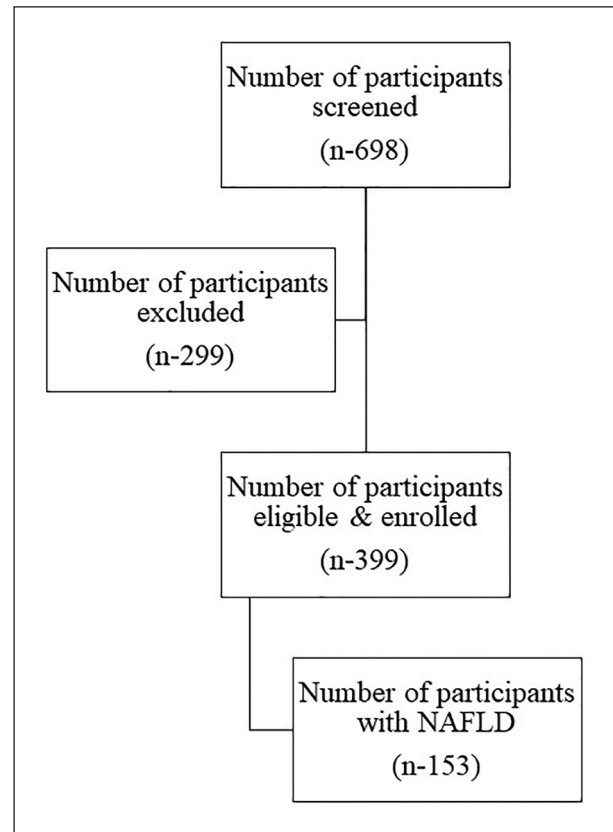 Number of participants
screened
(n-698)
Number of participants
excluded
(n-299)
Number of participants
eligible & enrolled
(n-399)
Number of participants
with NAFLD
(n-153)